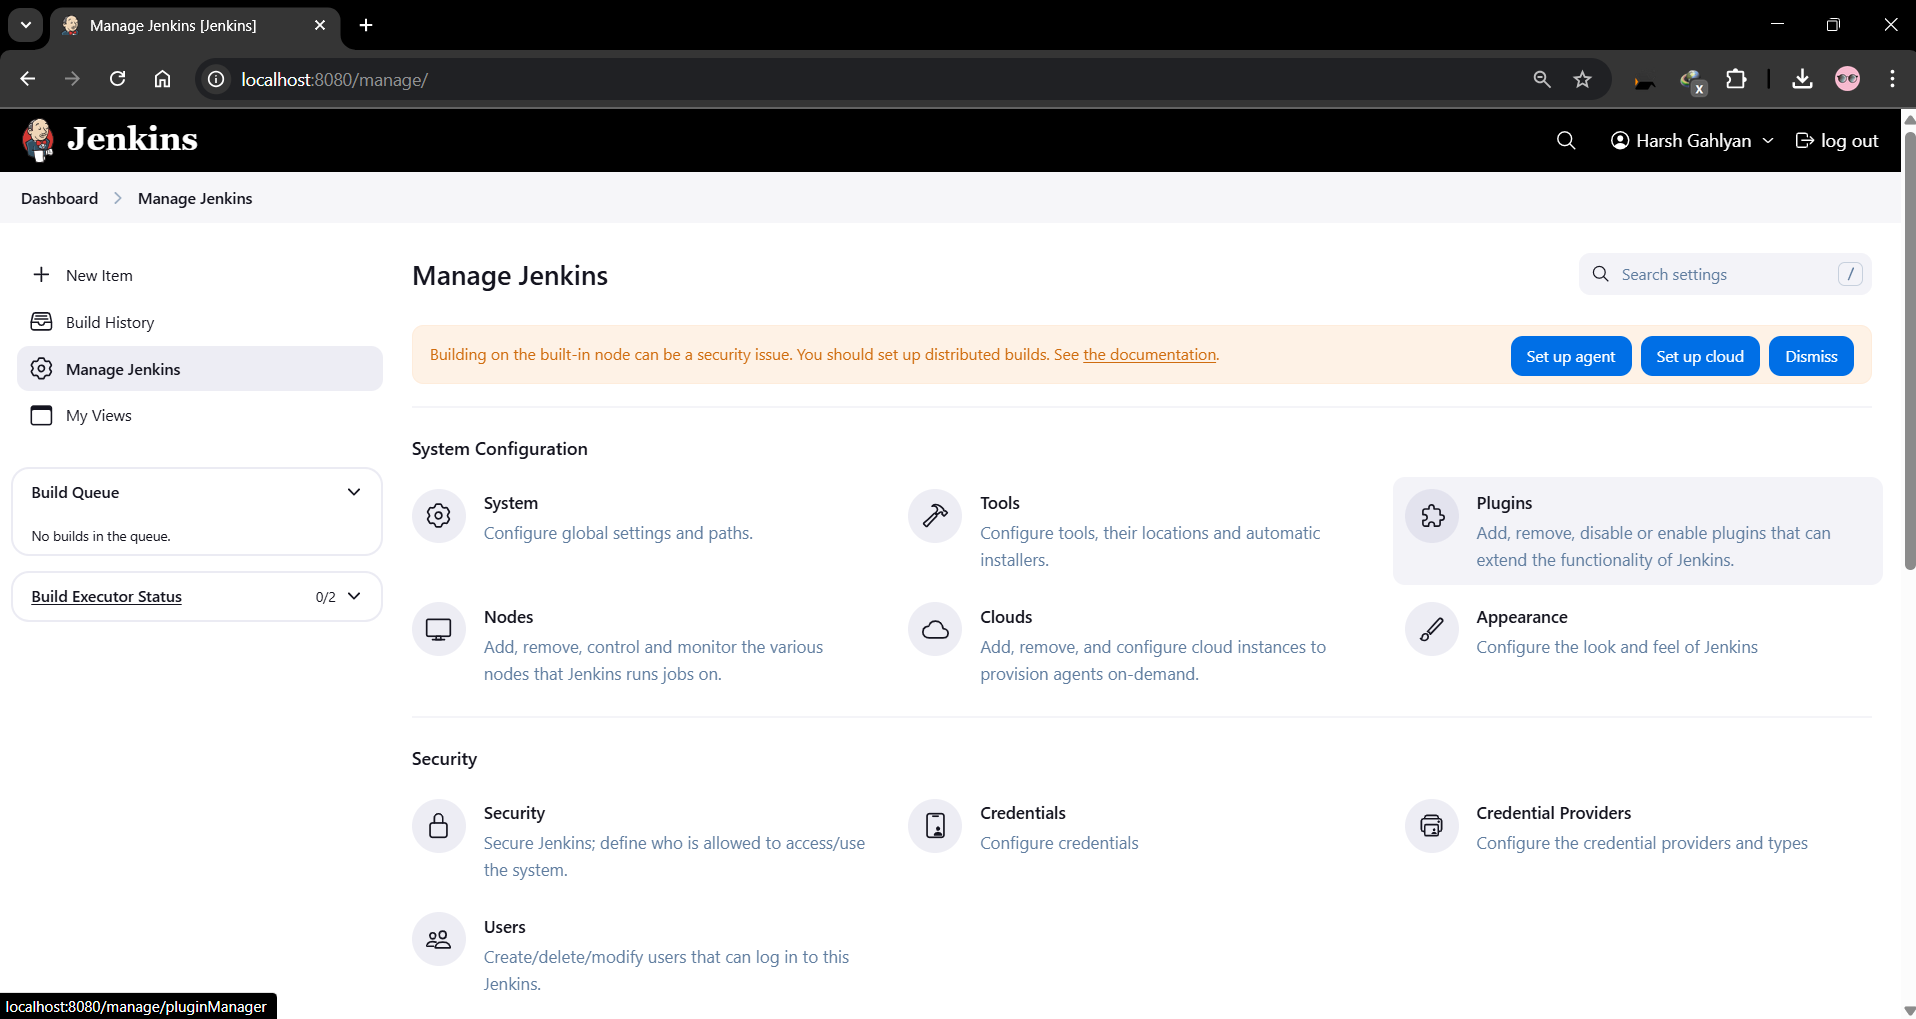 Manage Jenkins [Jenkins]
localhost:8080/manage/
x
Jenkins
Harsh Gahlyan
log out
Dashboard
Manage Jenkins
New Item
Build History
Manage Jenkins
My Views
Build Queue
No builds in the queue.
Build Executor Status
0/2
Manage Jenkins
Search settings
/
Building on the built-in node can be a security issue. You should set up distributed builds. See the documentation.
Set up agent
Set up cloud
Dismiss
System Configuration
System
Configure global settings and paths.
Tools
Configure tools, their locations and automatic
installers.
Plugins
Add, remove, disable or enable plugins that can
extend the functionality of Jenkins.
Nodes
Add, remove, control and monitor the various
nodes that Jenkins runs jobs on.
Clouds
Add, remove, and configure cloud instances to
provision agents on-demand.
Appearance
Configure the look and feel of Jenkins
Security
Security
Secure Jenkins; define who is allowed to access/use
the system.
Credentials
Configure credentials
Credential Providers
Configure the credential providers and types
Users
Create/delete/modify users that can log in to this
Jenkins.
localhost:8080/manage/pluginManager